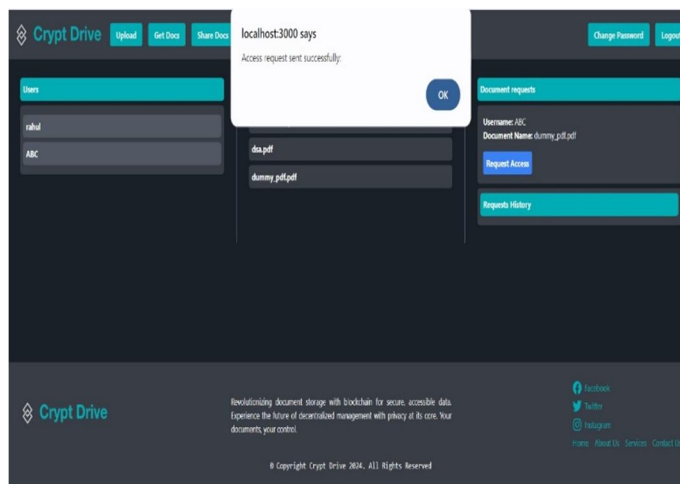 Crypt Drive
Upload
Get Docs
Share Docs
localhost:3000 says
Access request sent successfully:
OK
Change Password
Logout
Users
rahul
ABC
dsa.pdf
dummy_pdf.pdf
Document requests
Username: ABC
Document Name: dummy_pdf.pdf
Request Access
Requests History
Crypt Drive
Revolutionizing document storage with blockchain for secure, accessible data.
Experience the future of decentralized management with privacy at its core. Your
documents, your control.
Facebook
Twitter
Instagram
Home About Us Services Contact Us
© Copyright Crypt Drive 2024. All Rights Reserved